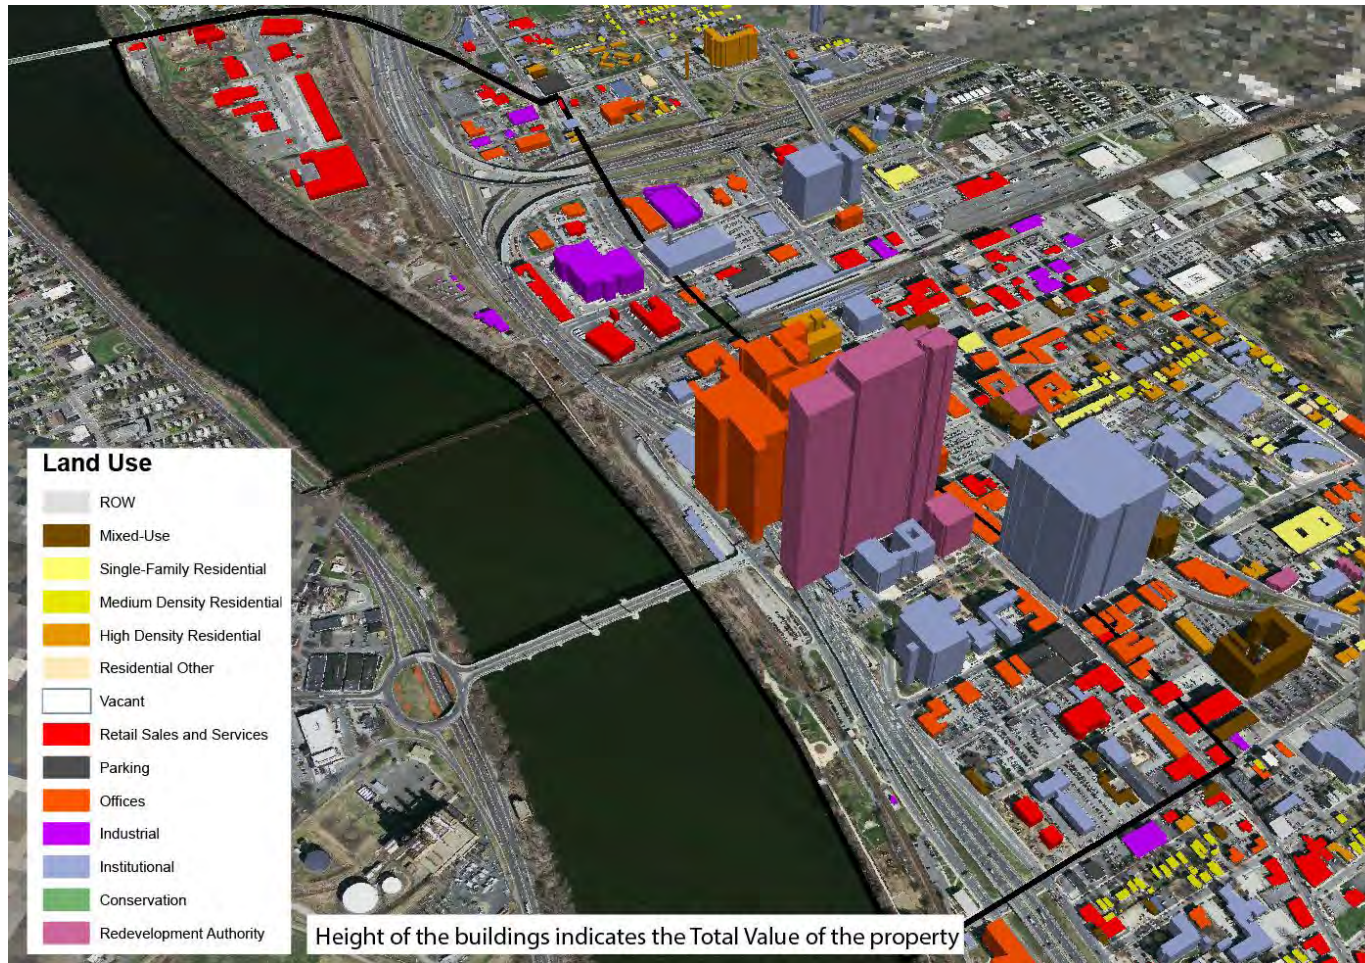 Land Use
ROW
Mixed-Use
Single-Family Residential
Medium Density Residential
High Density Residential
Residential Other
Vacant
Retail Sales and Services
Parking
Offices
Industrial
Institutional
Conservation
Redevelopment Authority
Height of the buildings indicates the Total Value of the property